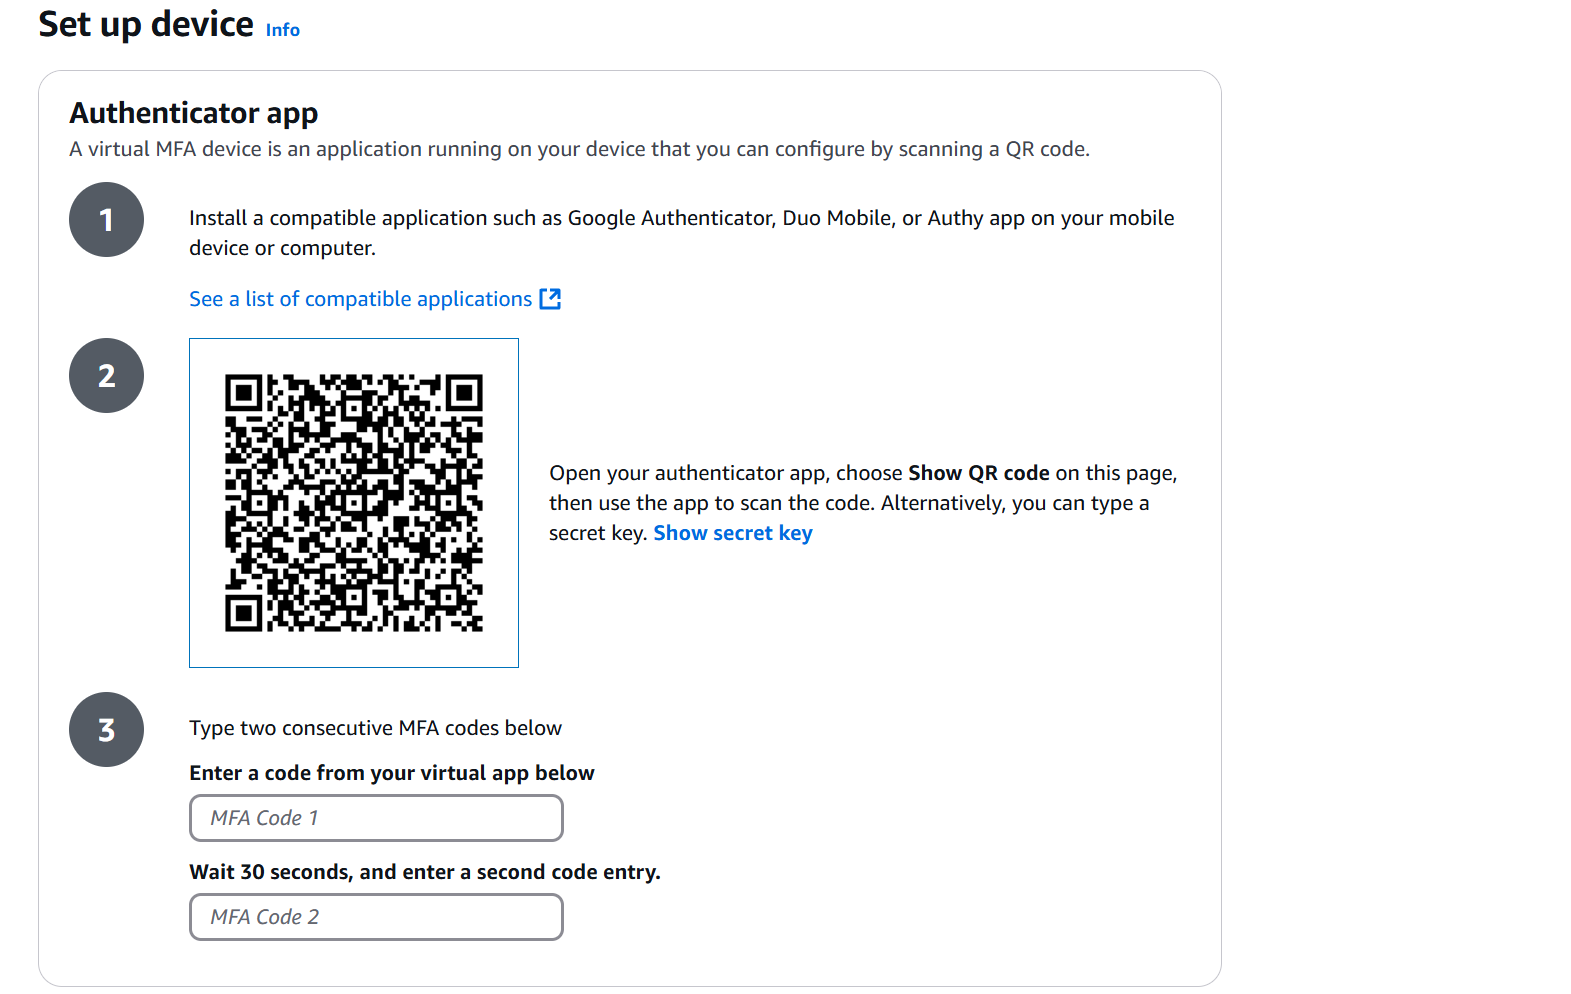 Set up device Info
Authenticator app
A virtual MFA device is an application running on your device that you can configure by scanning a QR code.
1
Install a compatible application such as Google Authenticator, Duo Mobile, or Authy app on your mobile
device or computer.
See a list of compatible applications
2
Open your authenticator app, choose Show QR code on this page,
then use the app to scan the code. Alternatively, you can type a
secret key. Show secret key
3
Type two consecutive MFA codes below
Enter a code from your virtual app below
MFA Code 1
Wait 30 seconds, and enter a second code entry.
MFA Code 2